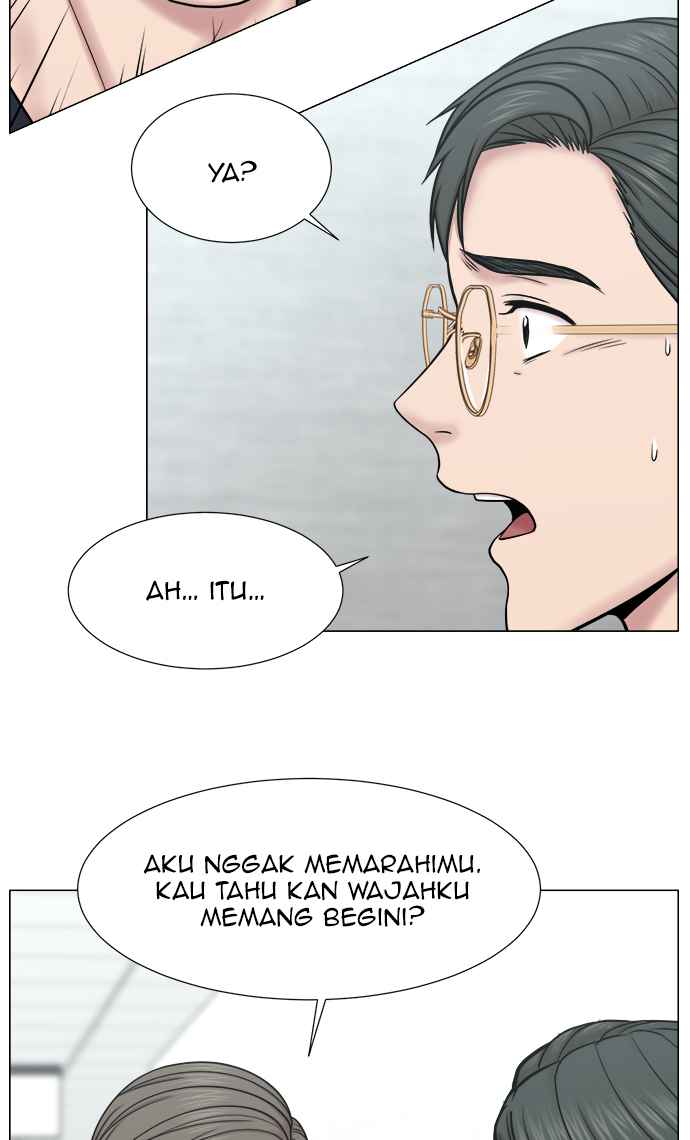 YA?
AH... ITU...
AKU NGGAK MEMARAHIMU.
KAU TAHU KAN WAJAHKU
MEMANG BEGINI?